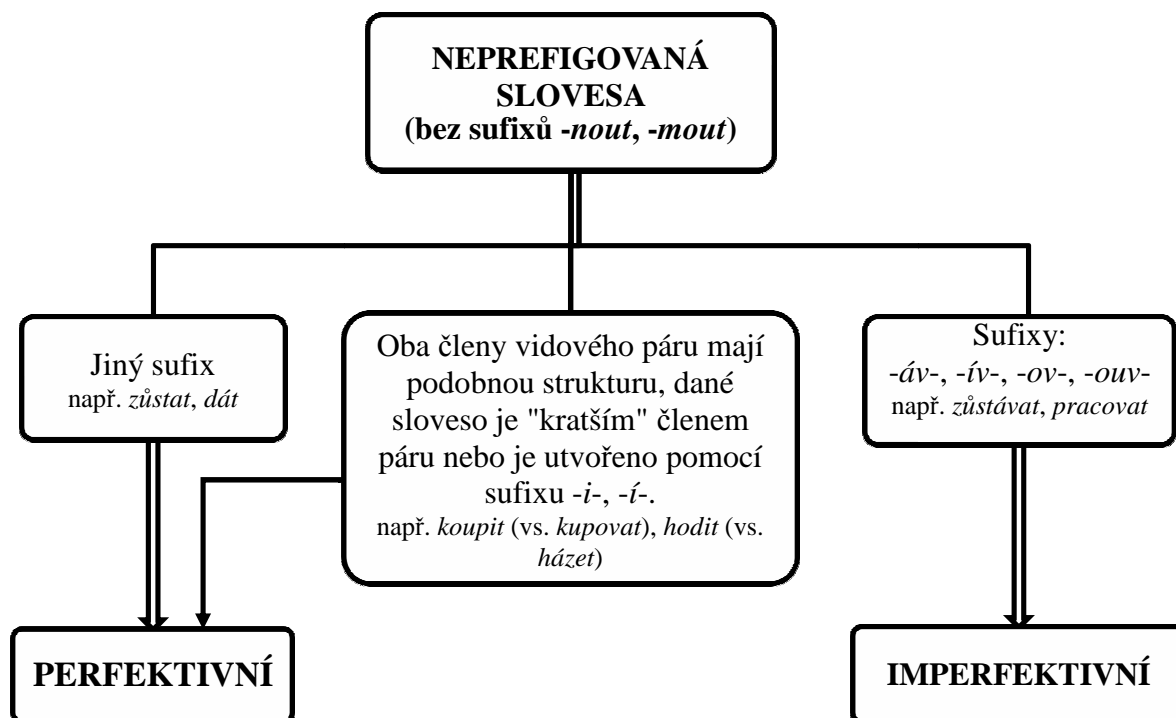 NEPREFIGOVANÁ
SLOVESA
(bez sufixů -nout, -mout)
Jiný sufix
např. zůstat, dát
Oba členy vidového páru mají
podobnou strukturu, dané
sloveso je "kratším" členem
páru nebo je utvořeno pomocí
sufixu -i-, -í-.
např. koupit (vs. kupovat), hodit (vs.
házet)
Sufixy:
-áv-, -ív-, -ov-, -ouv-
např. zůstávat, pracovat
PERFEKTIVNÍ
IMPERFEKTIVNÍ